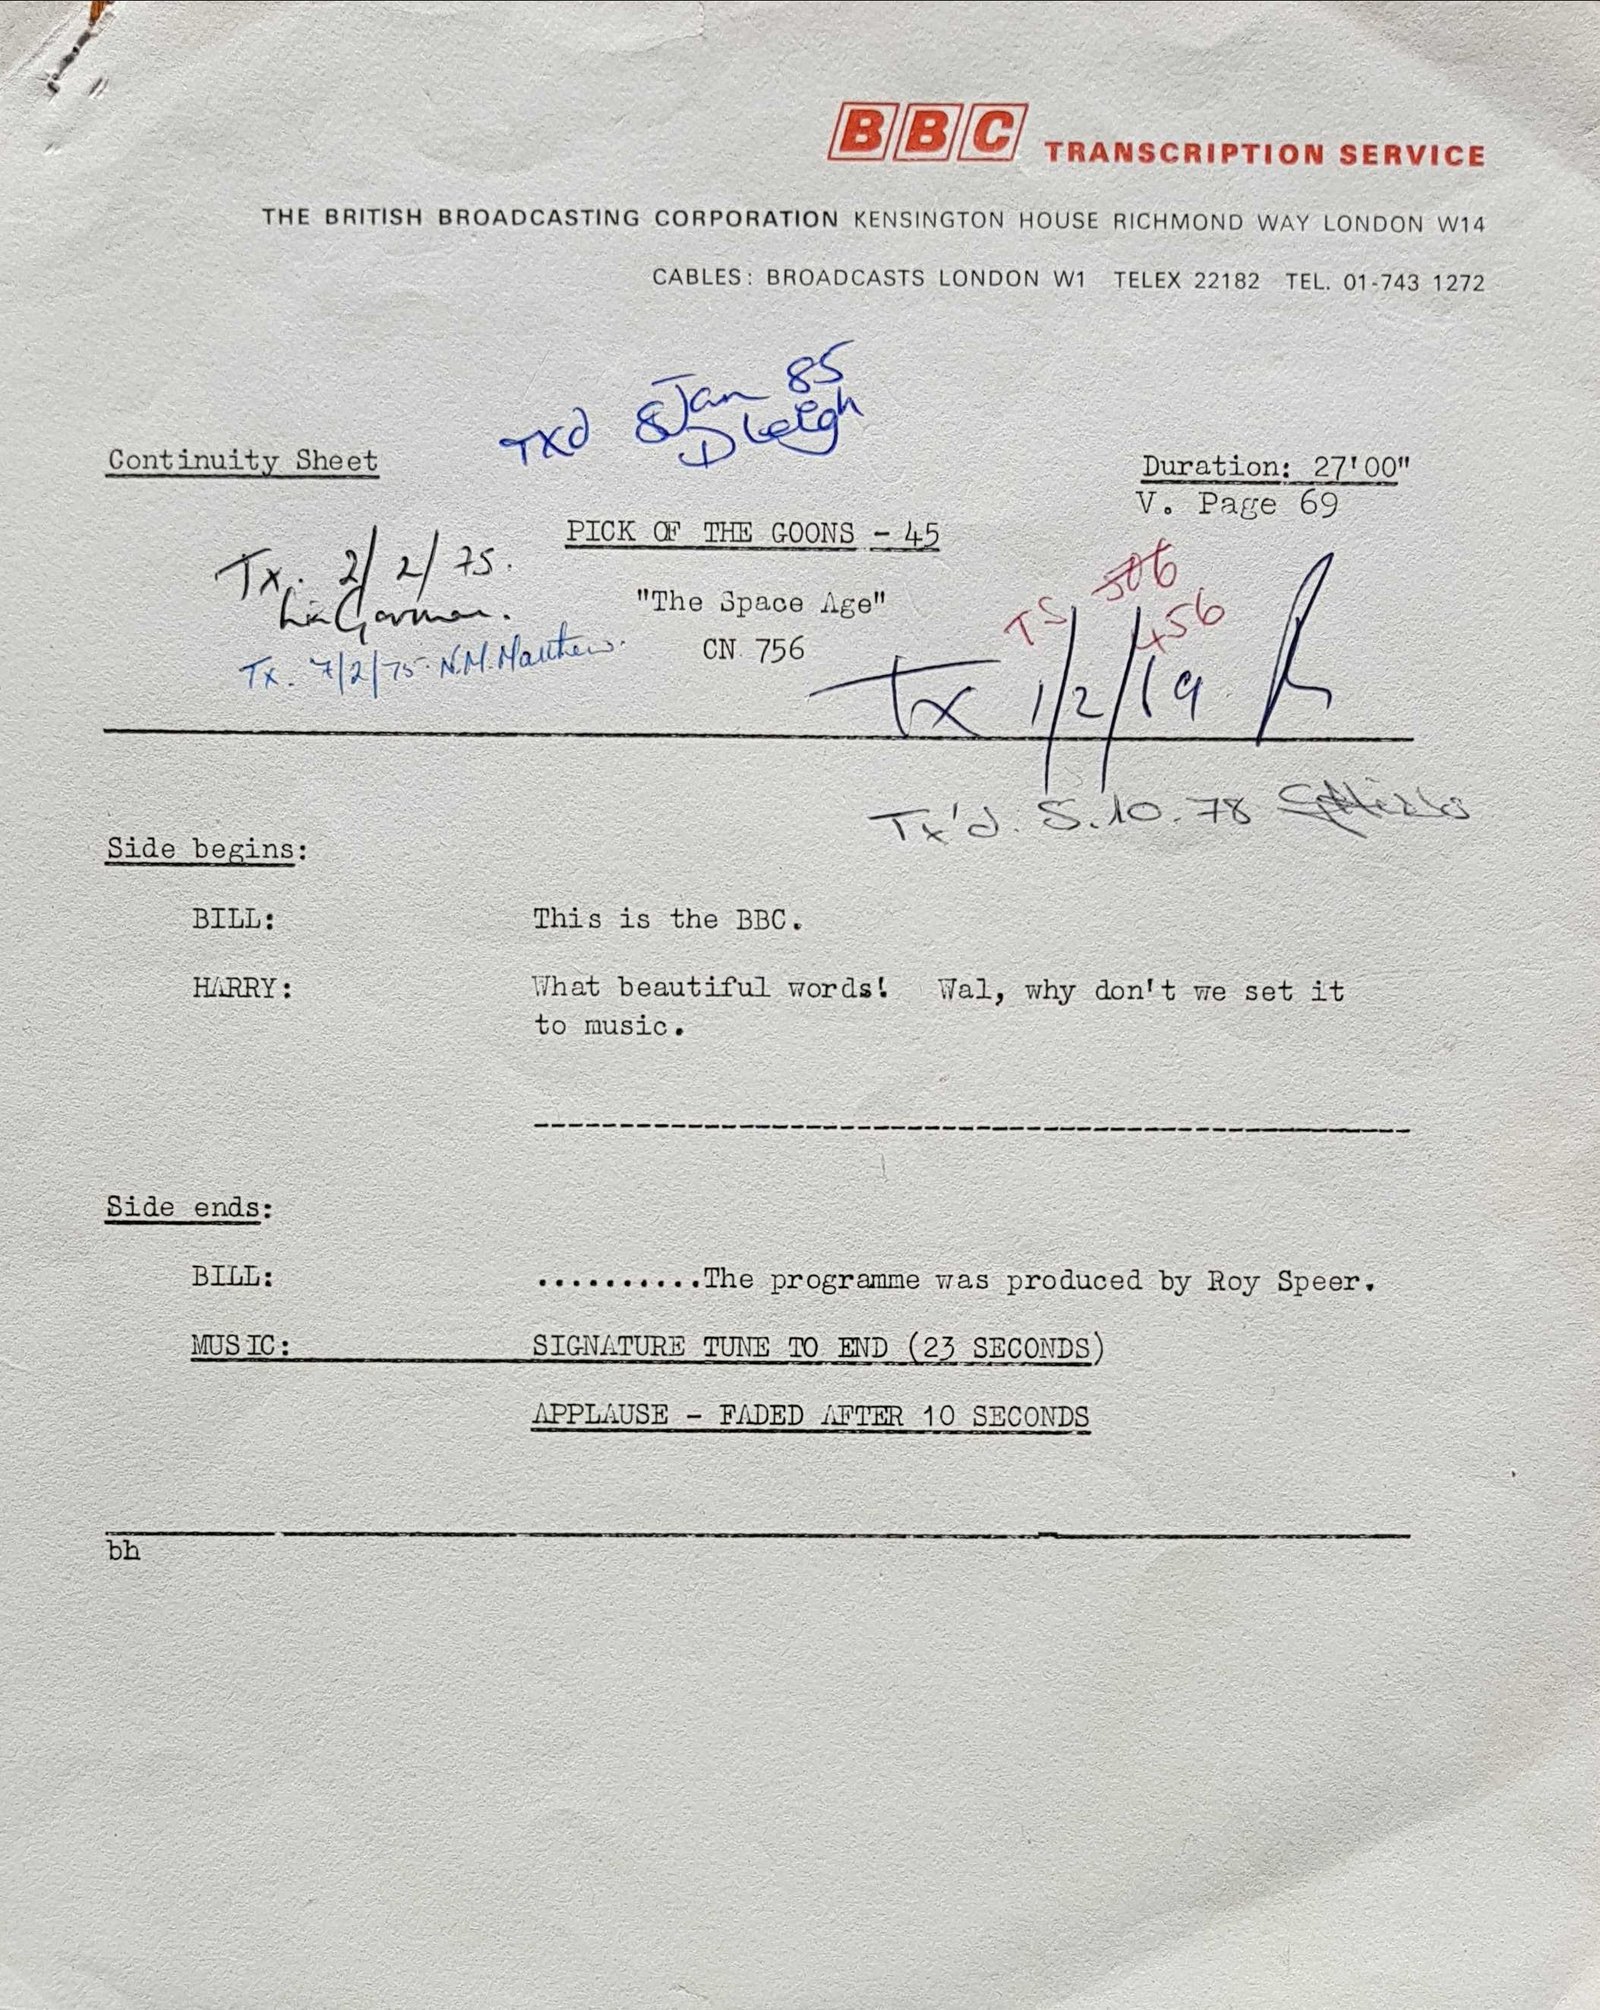 BBC TRANSCRIPTION SERVICE
THE BRITISH BROADCASTING CORPORATION KENSINGTON HOUSE RICHMOND WAY LONDON W14
CABLES: BROADCASTS LONDON W1 TELEX 22182 TEL. 01-743 1272
TXd 8 Jan 85
D Leigh
Continuity Sheet
Duration: 27'00"
V. Page 69
PICK OF THE GOONS - 45
Tx. 2/2/75.
"The Space Age"
TS 506
456
Tx. 7/2/75. N.M. Matthew.
CN 756
Tx 1/2/19
Tx'd. 5.10.78
Side begins:
BILL: This is the BBC.
HARRY: What beautiful words! Wal, why don't we set it
to music.
Side ends:
BILL: ..........The programme was produced by Roy Speer.
MUSIC: SIGNATURE TUNE TO END (23 SECONDS)
APPLAUSE - FADED AFTER 10 SECONDS
bh